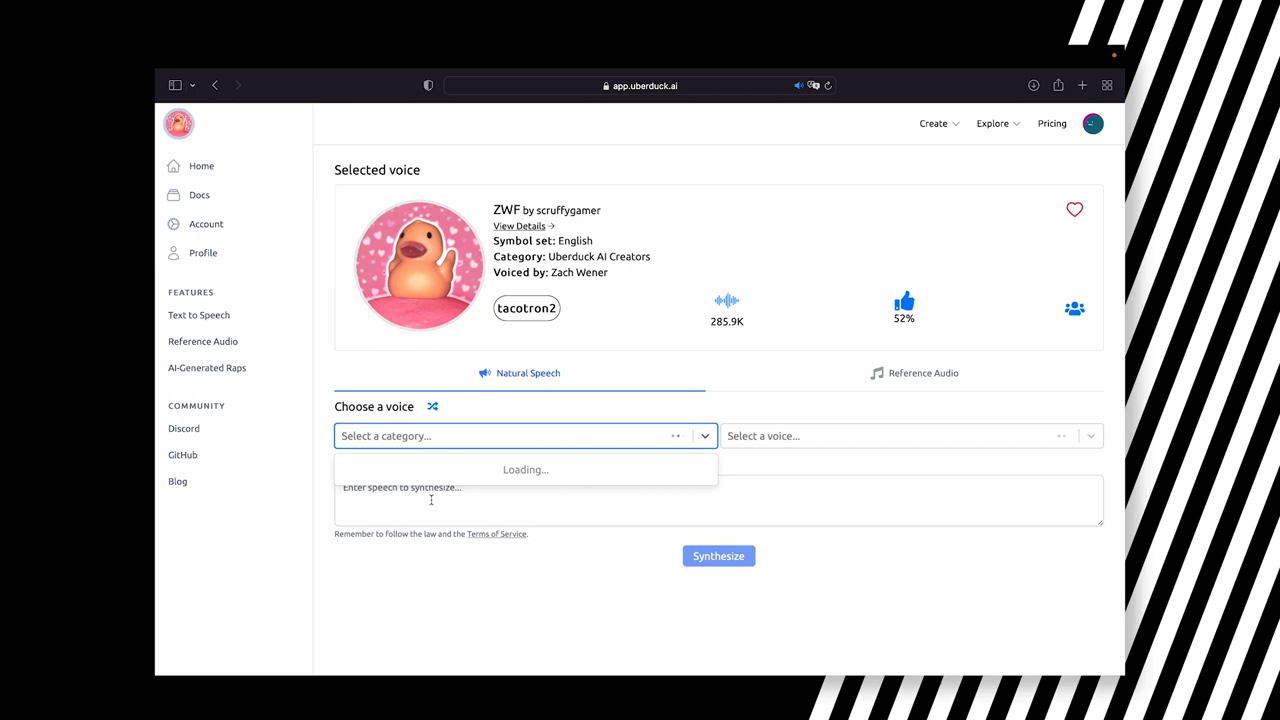 app.uberduck.ai
Create
Explore
Pricing
Home
Docs
Account
Profile
FEATURES
Text to Speech
Reference Audio
AI-Generated Raps
COMMUNITY
Discord
GitHub
Blog
Selected voice
ZWF by scruffygamer
View Details →
Symbol set: English
Category: Uberduck AI Creators
Voiced by: Zach Wener
tacotron2
285.9K
52%
Natural Speech
Reference Audio
Choose a voice
Select a category...
Select a voice...
Loading...
Enter speech to synthesize...
Remember to follow the law and the Terms of Service.
Synthesize